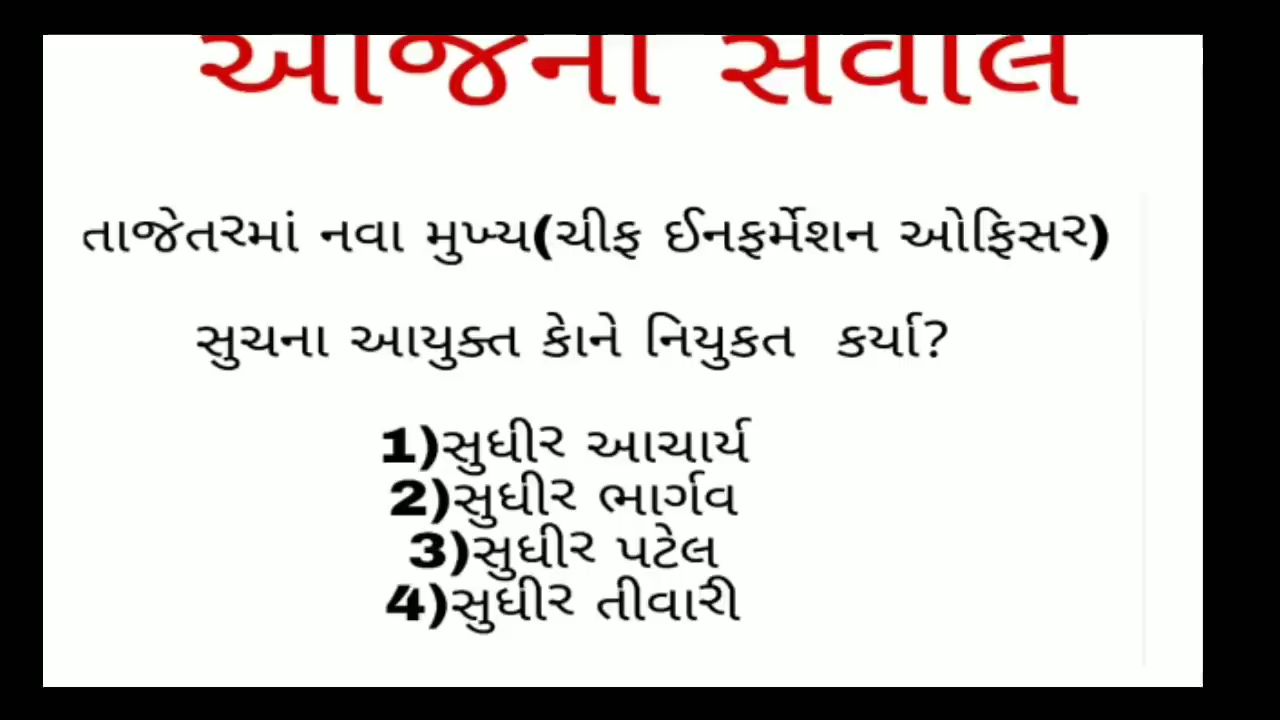 આજના સવાલ
તાજેતરમાં નવા મુખ્ય(ચીફ ઈનફર્મેશન ઓફિસર)
સુચના આયુક્ત કાેને નિયુકત કર્યા?
1)સુધીર આચાર્ય
2)સુધીર ભાર્ગવ
3)સુધીર પટેલ
4)સુધીર તીવારી